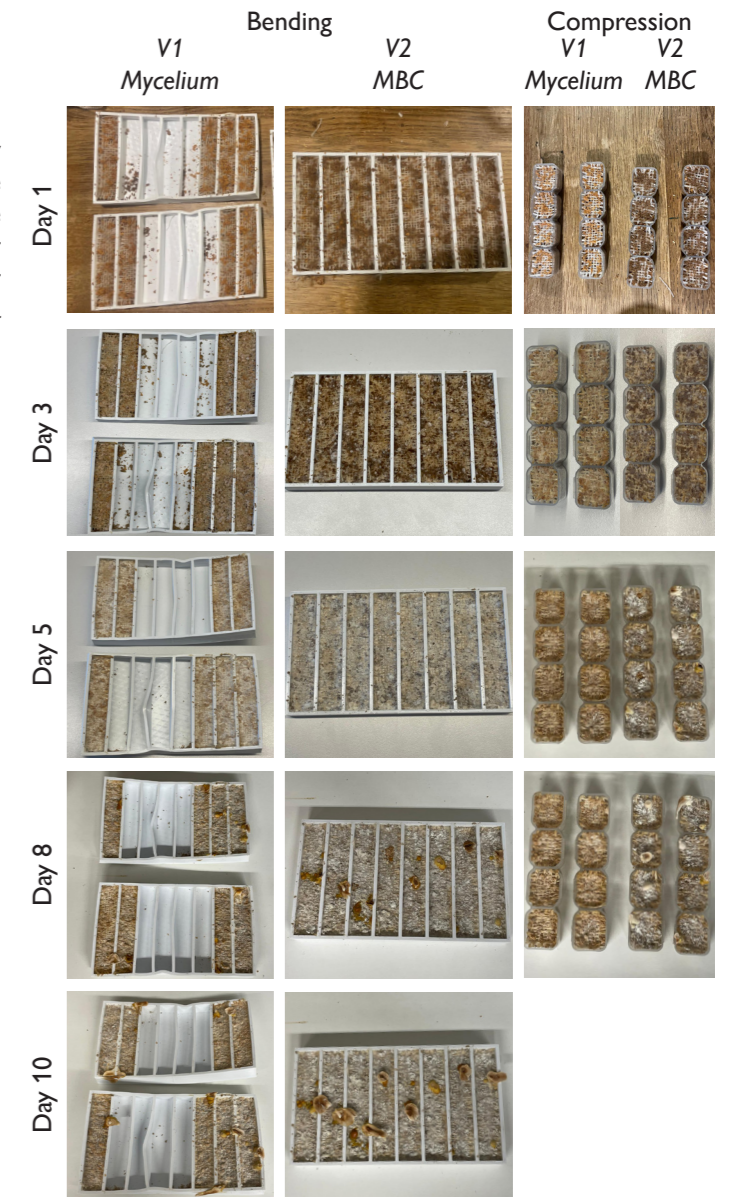 Bending
Compression
V1
Mycelium
V2
MBC
V1
Mycelium
V2
MBC
Day 1
Day 3
Day 5
Day 8
Day 10